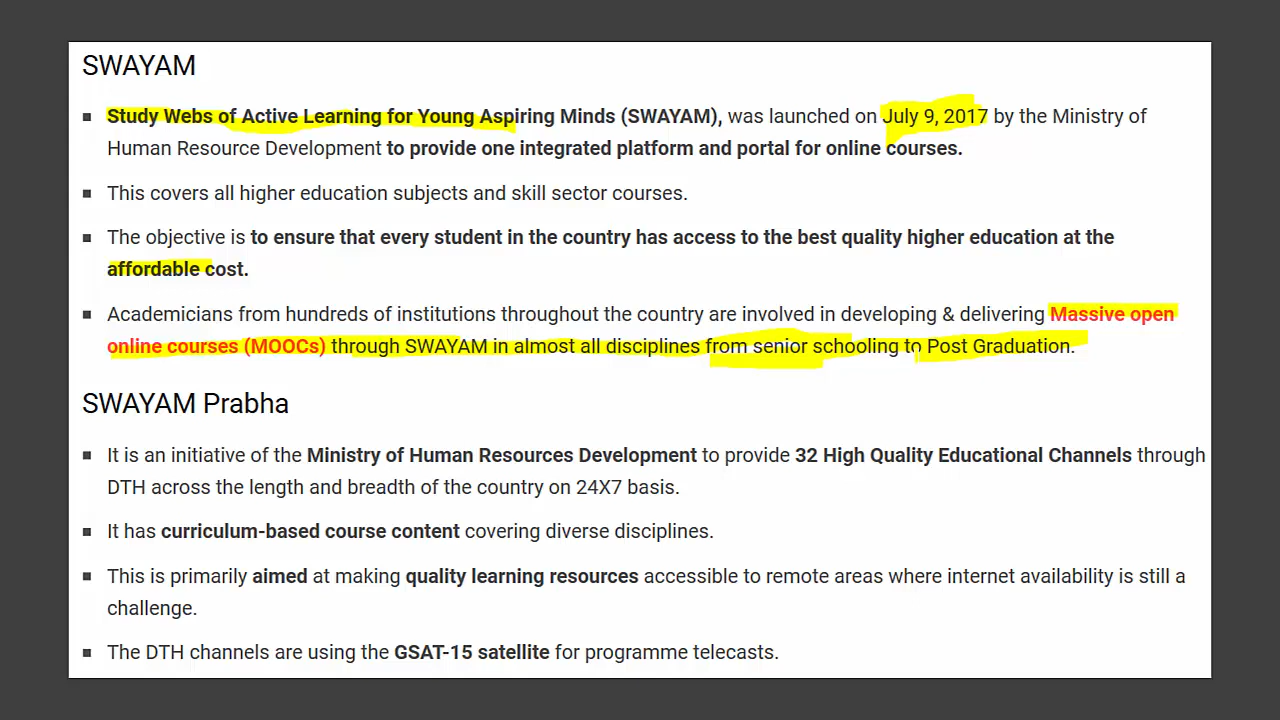 SWAYAM
Study Webs of Active Learning for Young Aspiring Minds (SWAYAM), was launched on July 9, 2017 by the Ministry of
Human Resource Development to provide one integrated platform and portal for online courses.
This covers all higher education subjects and skill sector courses.
The objective is to ensure that every student in the country has access to the best quality higher education at the
affordable cost.
Academicians from hundreds of institutions throughout the country are involved in developing & delivering Massive open
online courses (MOOCs) through SWAYAM in almost all disciplines from senior schooling to Post Graduation.
SWAYAM Prabha
It is an initiative of the Ministry of Human Resources Development to provide 32 High Quality Educational Channels through
DTH across the length and breadth of the country on 24X7 basis.
It has curriculum-based course content covering diverse disciplines.
This is primarily aimed at making quality learning resources accessible to remote areas where internet availability is still a
challenge.
The DTH channels are using the GSAT-15 satellite for programme telecasts.